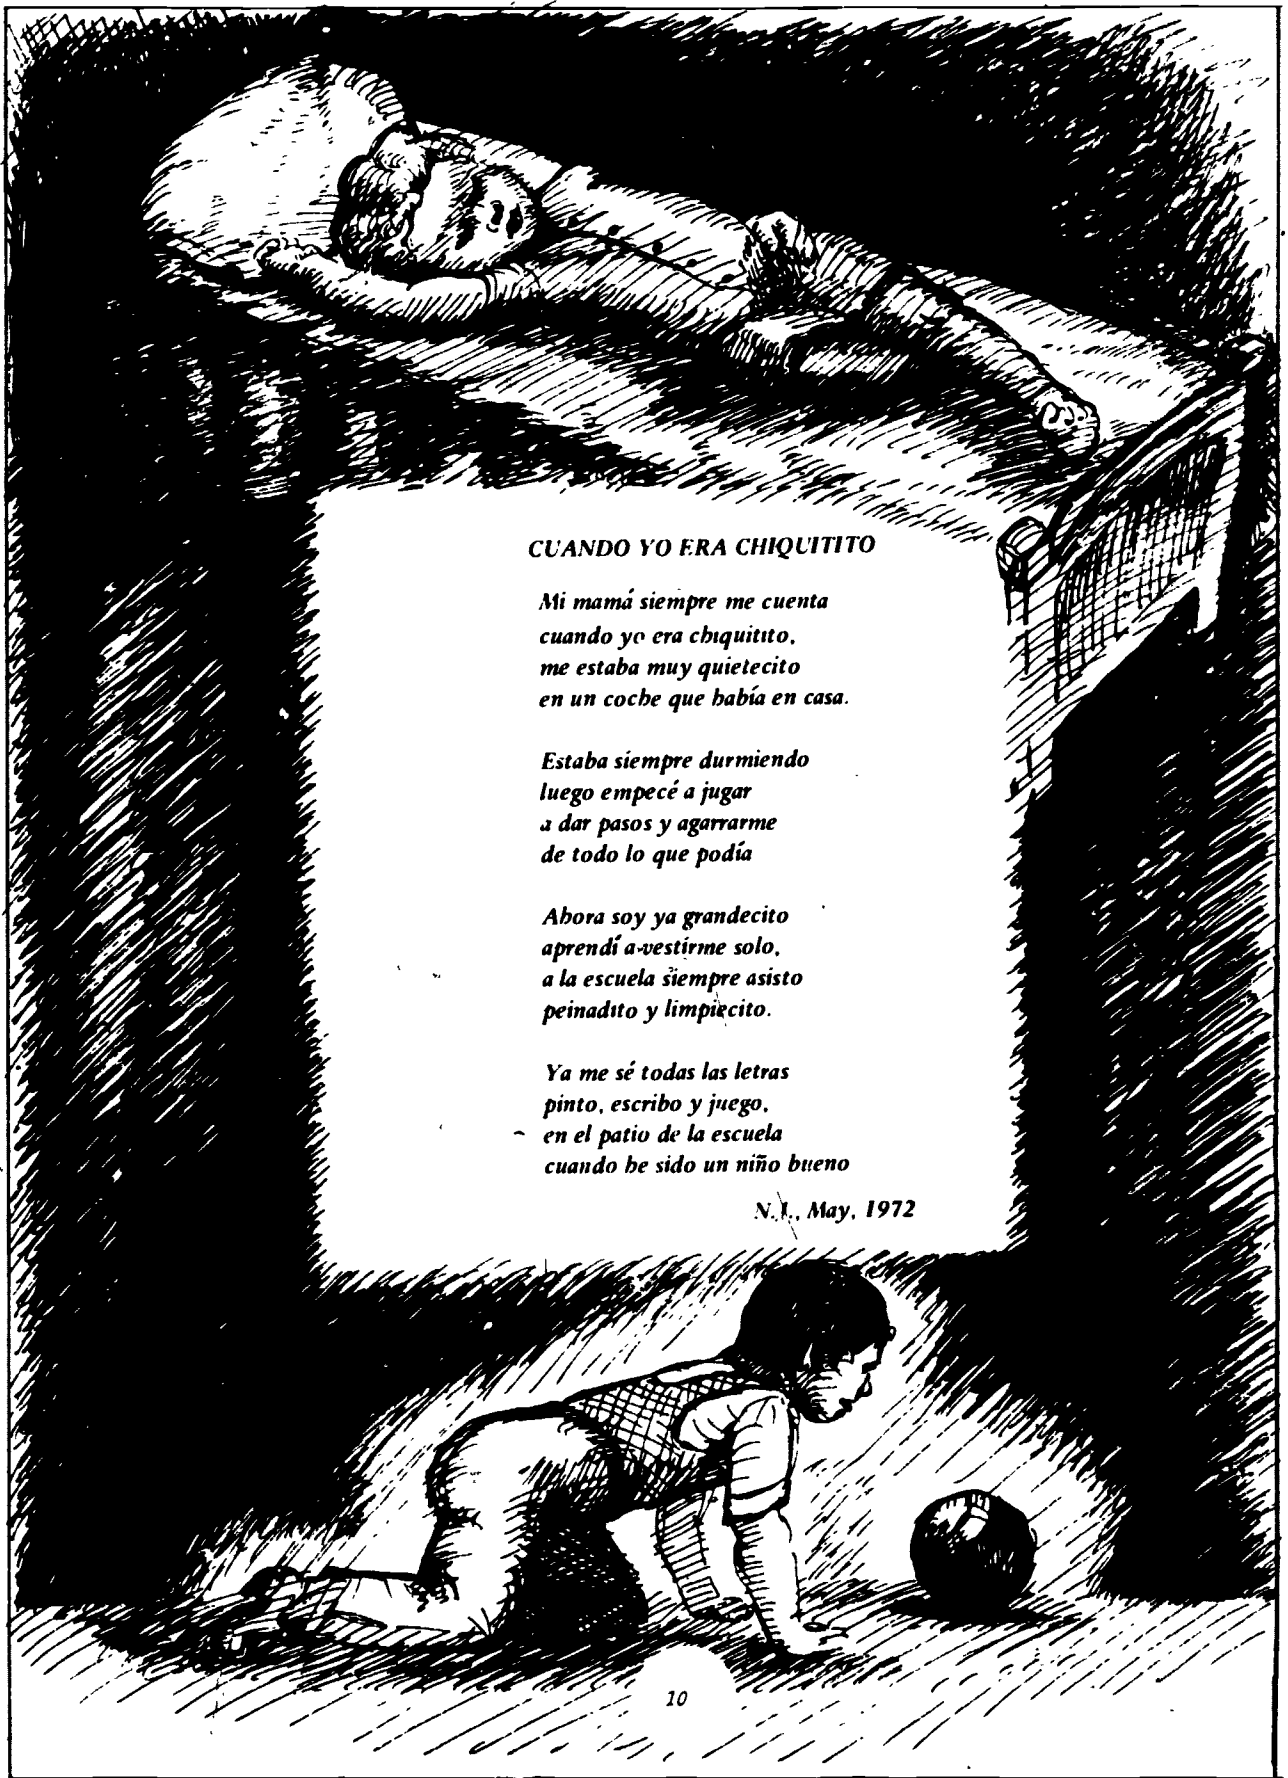 CUANDO YO ERA CHIQUITITO
Mi mamá siempre me cuenta
cuando yo era chiquitito,
me estaba muy quietecito
en un coche que había en casa.
Estaba siempre durmiendo
luego empecé a jugar
a dar pasos y agarrarme
de todo lo que podía
Ahora soy ya grandecito
aprendí a vestirme solo,
a la escuela siempre asisto
peinadito y limpiecito.
Ya me sé todas las letras
pinto, escribo y juego,
en el patio de la escuela
cuando he sido un niño bueno
N.J., May, 1972
10